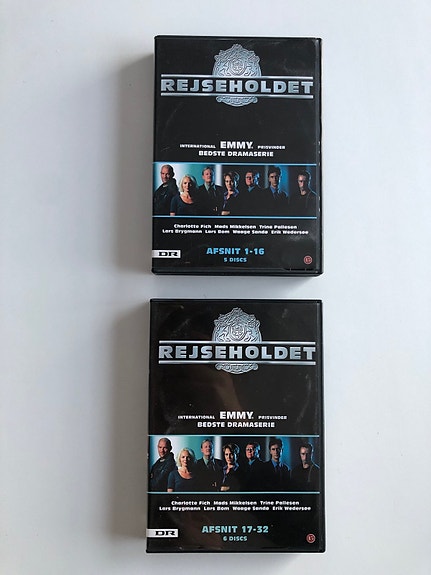 REJSEHOLDET
INTERNATIONAL EMMY® PRISVINDER
BEDSTE DRAMASERIE
Charlotte Fich Mads Mikkelsen Trine Pallesen
Lars Brygmann Lars Bom Waage Sandø Erik Wedersøe
AFSNIT 1-16
5 DISCS
DR
REJSEHOLDET
INTERNATIONAL EMMY® PRISVINDER
BEDSTE DRAMASERIE
Charlotte Fich Mads Mikkelsen Trine Pallesen
Lars Brygmann Lars Bom Waage Sandø Erik Wedersøe
AFSNIT 17-32
6 DISCS
DR